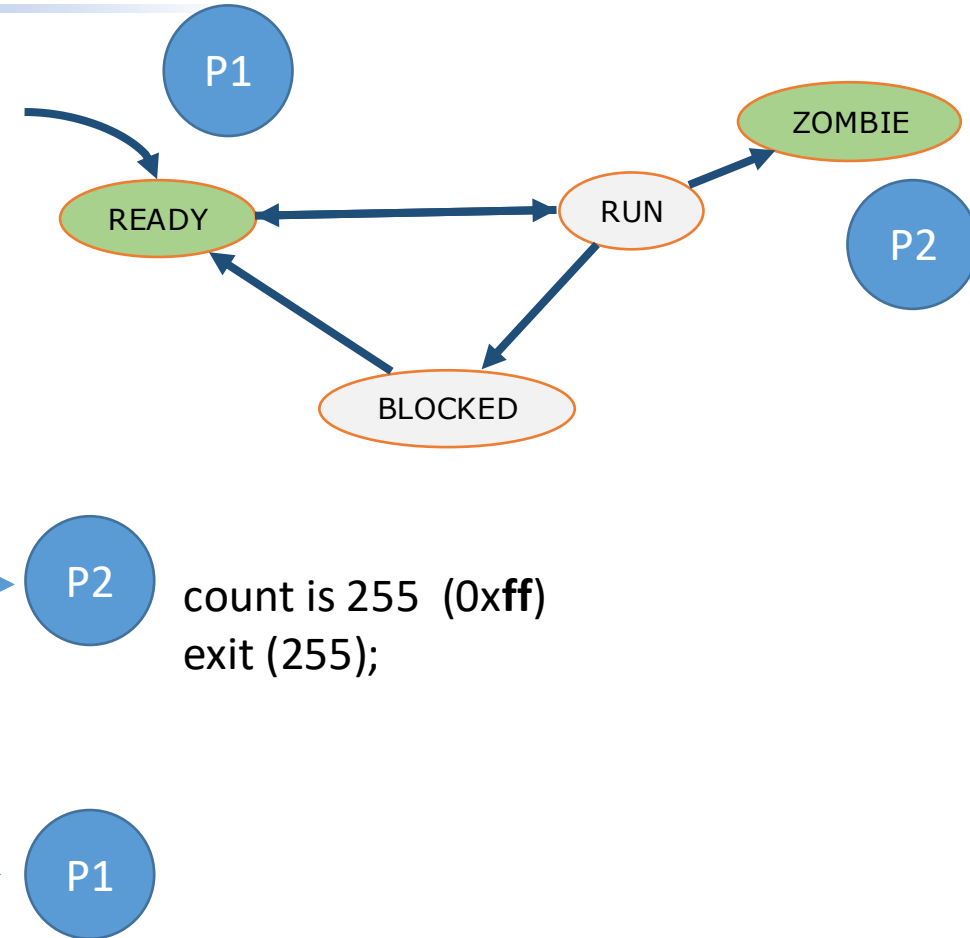 P1
ZOMBIE
READY
RUN
P2
BLOCKED
P2
count is 255 (0xff)
exit (255);
P1